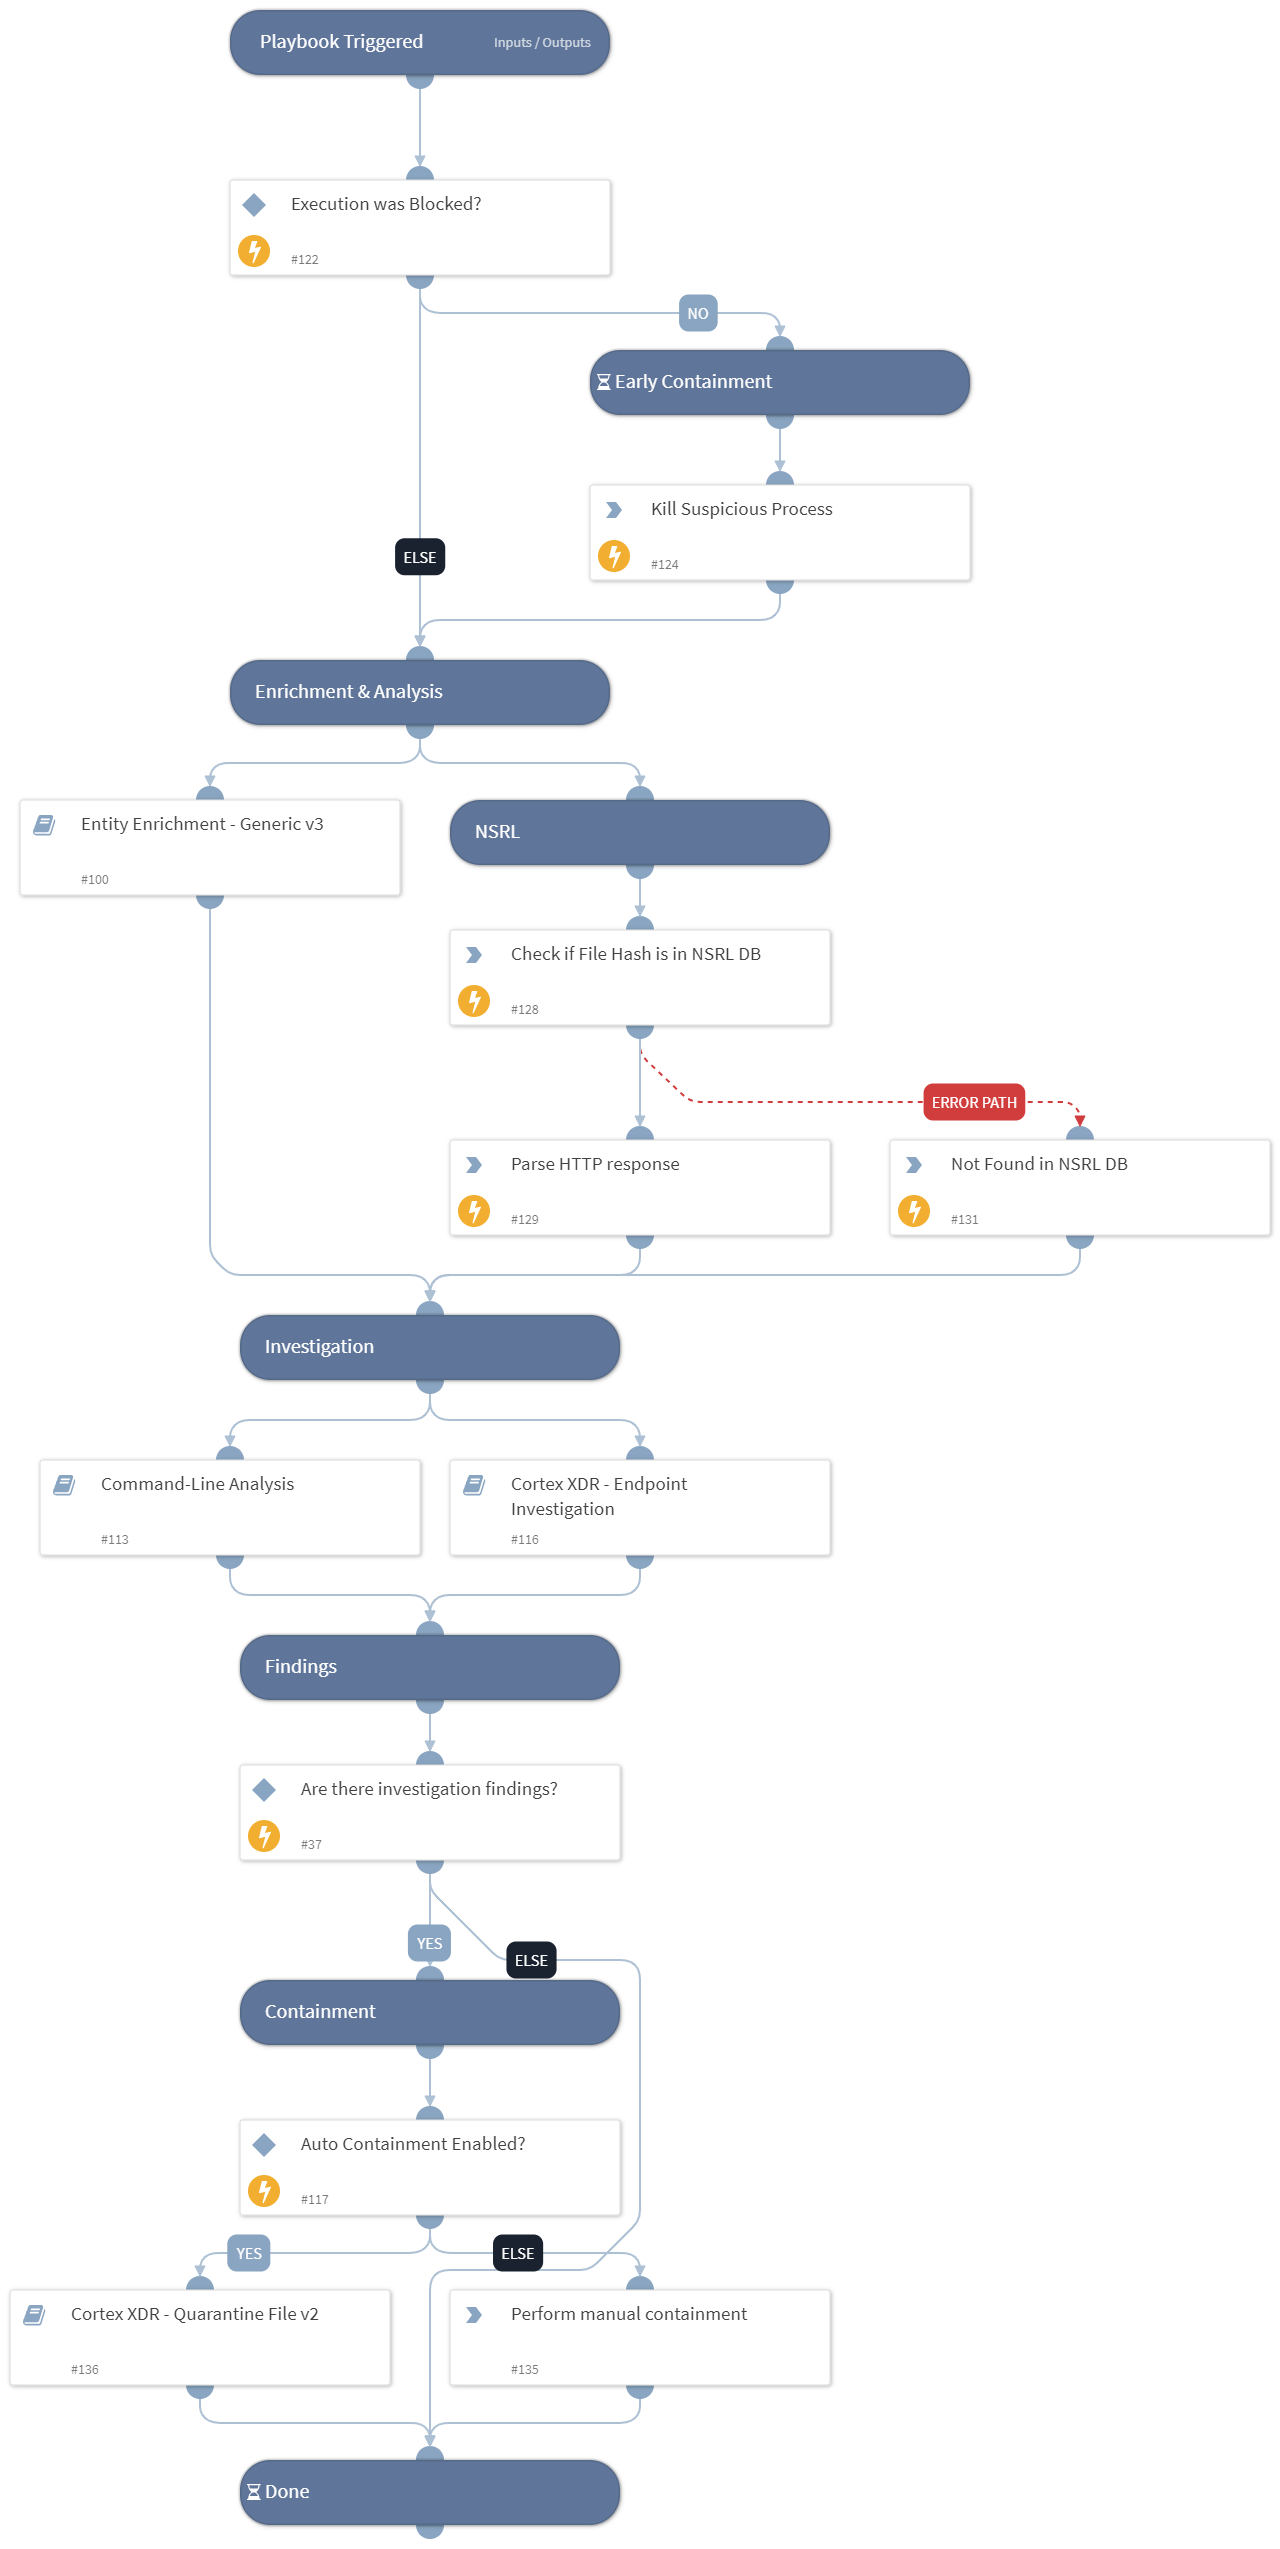 Playbook Triggered
Inputs / Outputs
Execution was Blocked?
#122
NO
Early Containment
Kill Suspicious Process
#124
ELSE
Enrichment & Analysis
Entity Enrichment - Generic v3
#100
NSRL
Check if File Hash is in NSRL DB
#128
ERROR PATH
Parse HTTP response
#129
Not Found in NSRL DB
#131
Investigation
Command-Line Analysis
#113
Cortex XDR - Endpoint
Investigation
#116
Findings
Are there investigation findings?
#37
YES
ELSE
Containment
Auto Containment Enabled?
#117
YES
ELSE
Cortex XDR - Quarantine File v2
#136
Perform manual containment
#135
Done